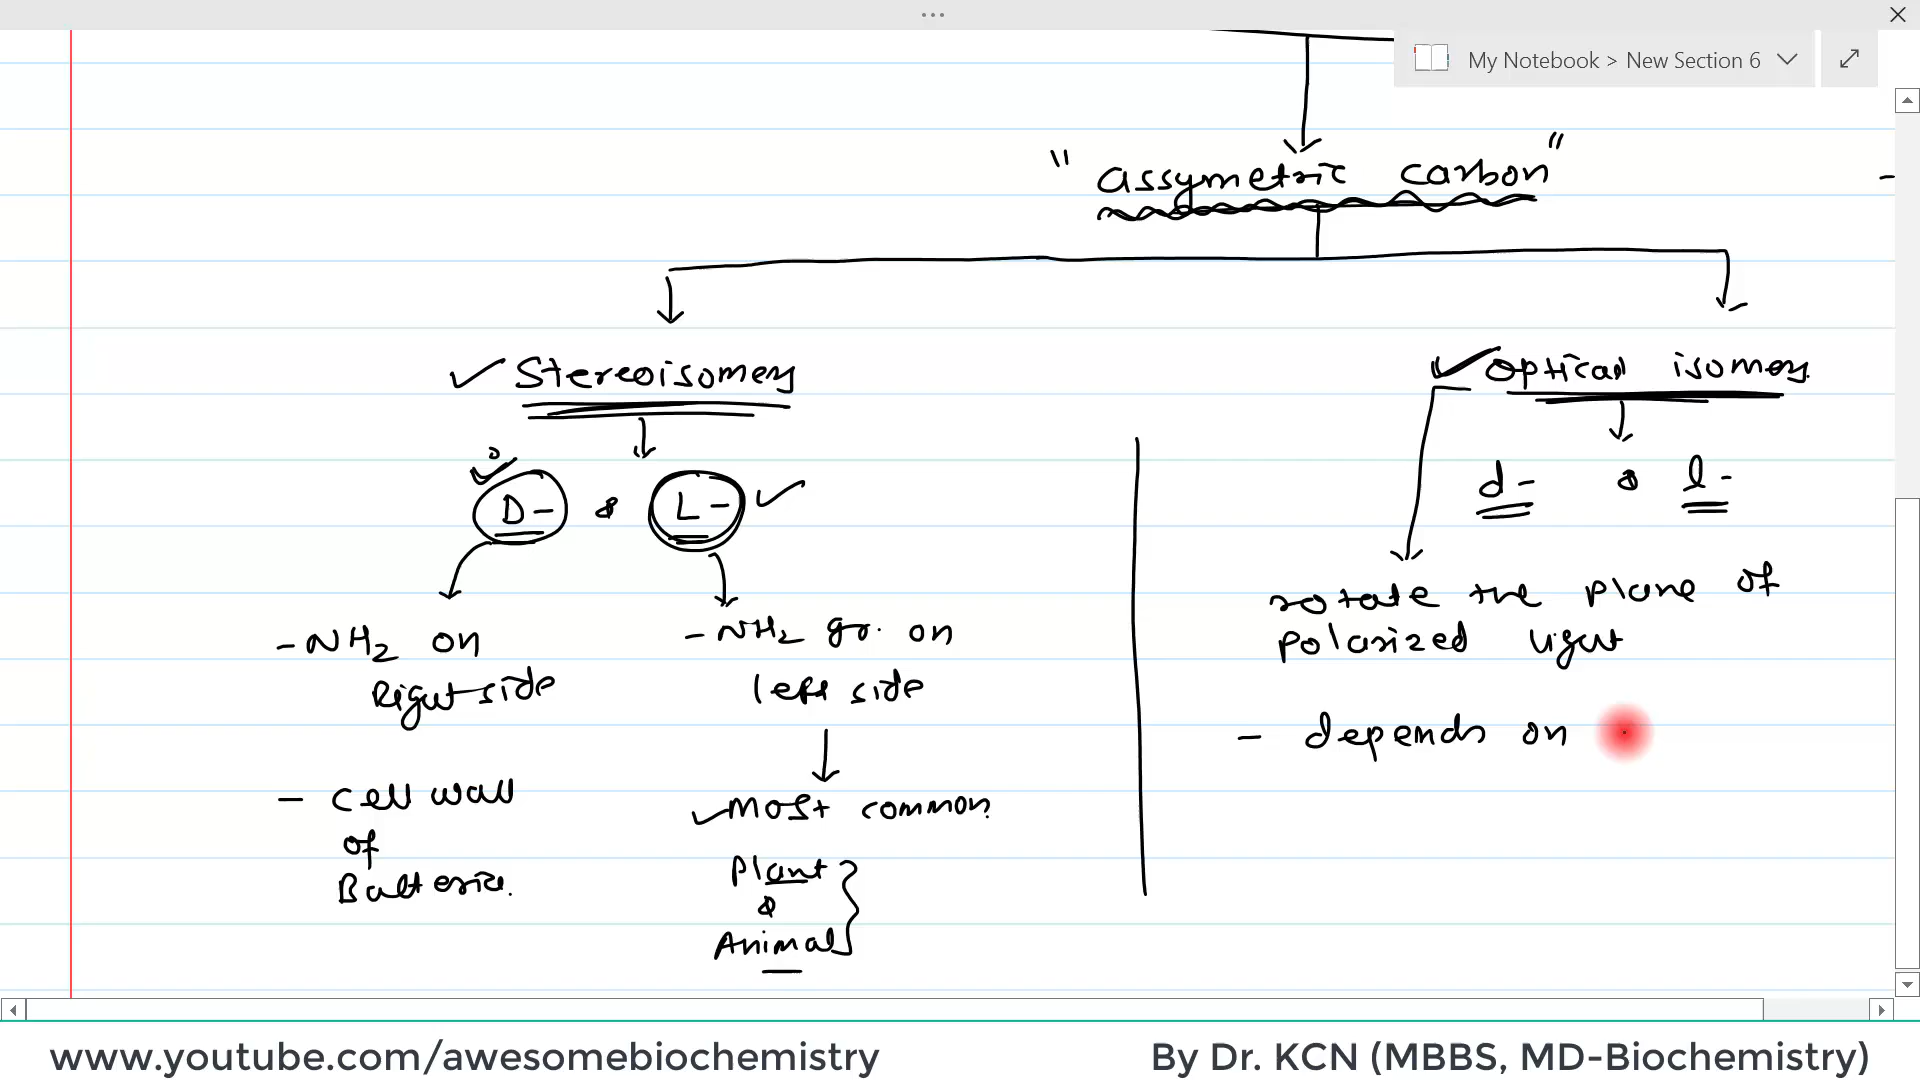 My Notebook > New Section 6
" assymetric carbon"
Stereoisomers
D- & L-
- NH2 on
Right side
- Cell wall
of
Bacteria.
- NH2 gr. on
left side
Most common
Plant
&
Animal
optical isomers
d- & l-
rotate the plane of
polarized light
- depends on
www.youtube.com/awesomebiochemistry
By Dr. KCN (MBBS, MD-Biochemistry)